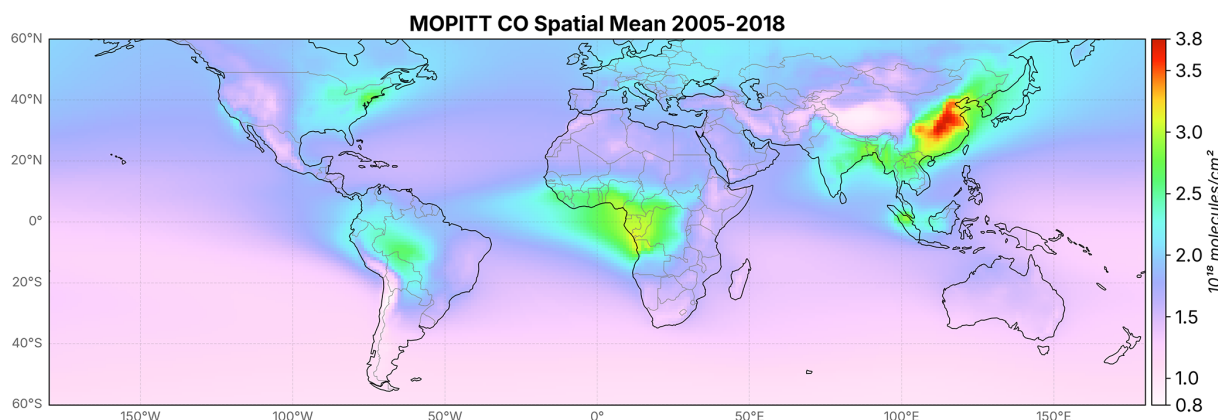 MOPITT CO Spatial Mean 2005-2018
60°N
40°N
20°N
0°
20°S
40°S
60°S
150°W
100°W
50°W
0°
50°E
100°E
150°E
3.8
3.5
3.0
2.5
2.0
1.5
1.0
0.8
10¹⁸ molecules/cm²